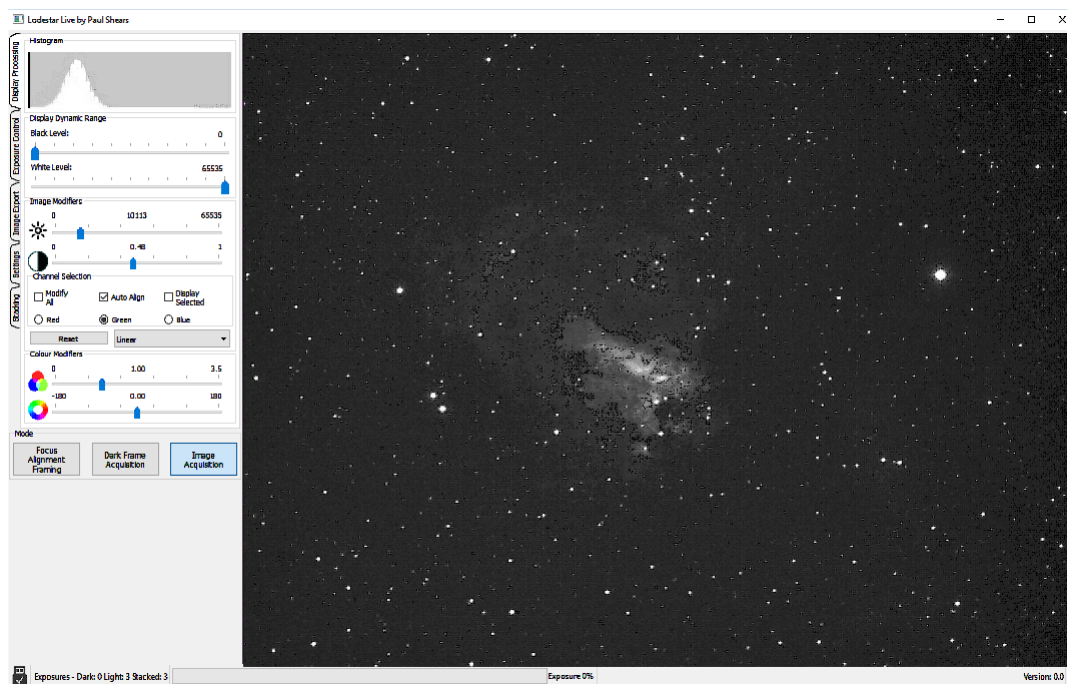 Lodestar Live by Paul Shears
Display Processing
Exposure Control
Image Export
Settings
Stacking
Histogram
Display Dynamic Range
Black Level:
0
White Level:
65535
Image Modifiers
0 10113 65535
0 0.48 1
Channel Selection
Modify All
Auto Align
Display Selected
Red
Green
Blue
Reset
Linear
Colour Modifiers
0 1.00 3.5
-180 0.00 180
Mode
Focus
Alignment
Framing
Dark Frame
Acquisition
Image
Acquisition
Exposures - Dark: 0 Light: 3 Stacked: 3
Exposure 0%
Version: 0.0